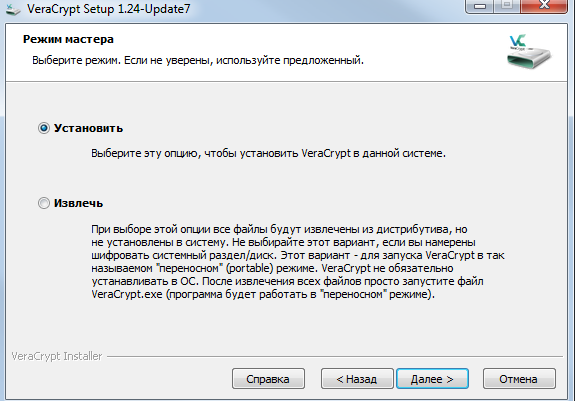 VeraCrypt Setup 1.24-Update7
Режим мастера
Выберите режим. Если не уверены, используйте предложенный.
VC
Установить
Выберите эту опцию, чтобы установить VeraCrypt в данной системе.
Извлечь
При выборе этой опции все файлы будут извлечены из дистрибутива, но
не установлены в систему. Не выбирайте этот вариант, если вы намерены
шифровать системный раздел/диск. Этот вариант - для запуска VeraCrypt в так
называемом "переносном" (portable) режиме. VeraCrypt не обязательно
устанавливать в ОС. После извлечения всех файлов просто запустите файл
VeraCrypt.exe (программа будет работать в "переносном" режиме).
VeraCrypt Installer
Справка
< Назад
Далее >
Отмена